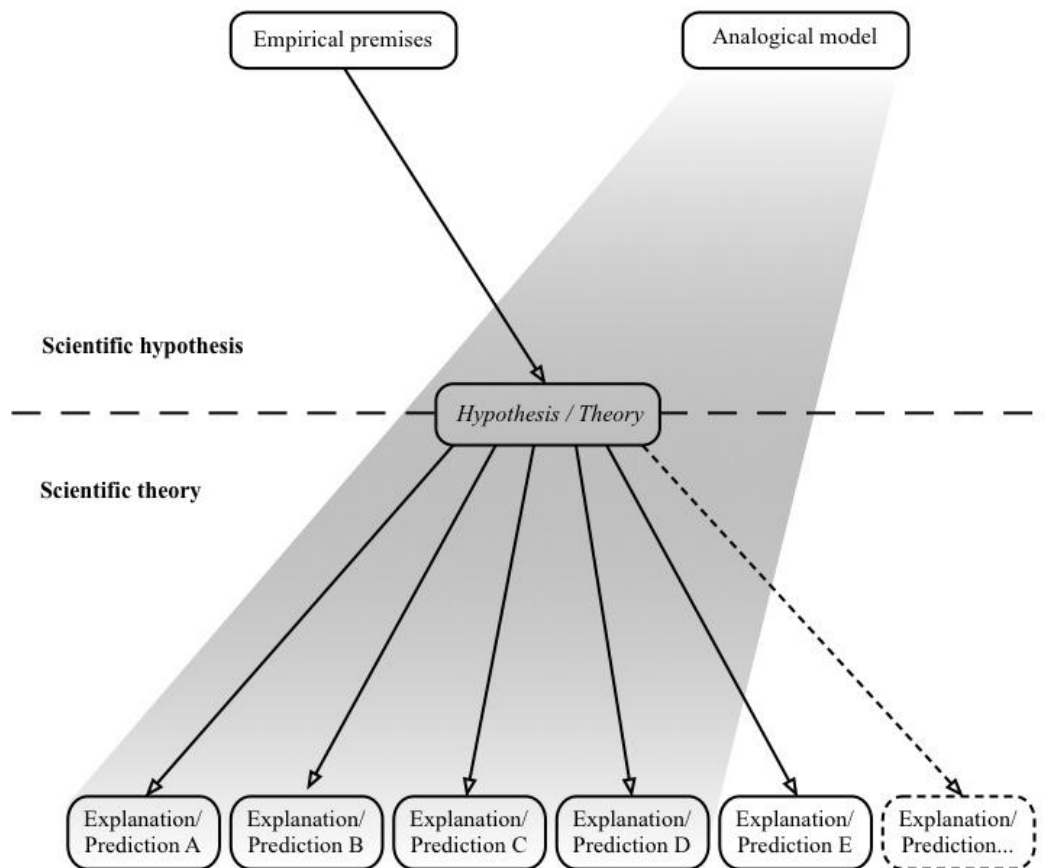 Empirical premises
Analogical model
Scientific hypothesis
Hypothesis / Theory
Scientific theory
Explanation/
Prediction A
Explanation/
Prediction B
Explanation/
Prediction C
Explanation/
Prediction D
Explanation/
Prediction E
Explanation/
Prediction...